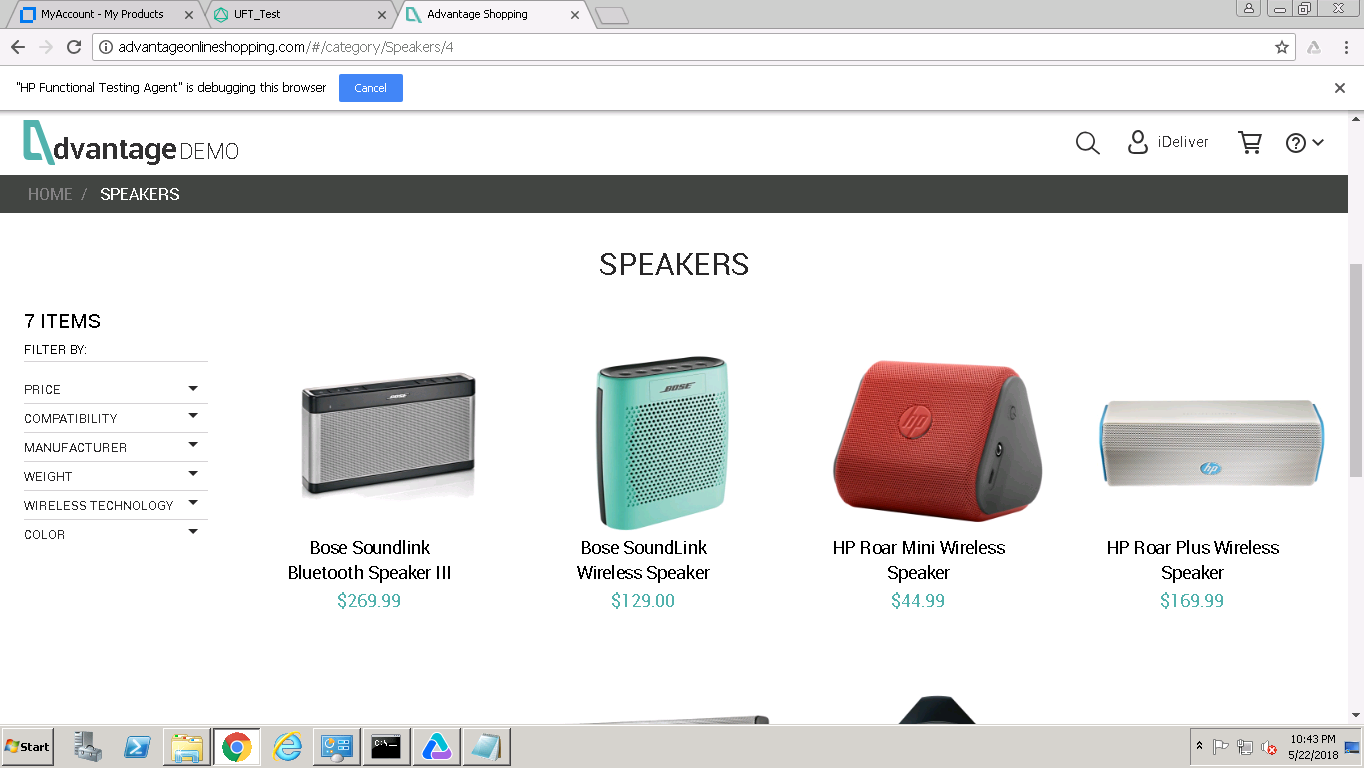 MyAccount - My Products
UFT_Test
Advantage Shopping
advantageonlineshopping.com/#/category/Speakers/4
"HP Functional Testing Agent" is debugging this browser
Cancel
dvantage DEMO
iDeliver
HOME / SPEAKERS
SPEAKERS
7 ITEMS
FILTER BY:
PRICE
COMPATIBILITY
MANUFACTURER
WEIGHT
WIRELESS TECHNOLOGY
COLOR
BOSE
BOSE
hp
hp
Bose Soundlink
Bluetooth Speaker III
$269.99
Bose SoundLink
Wireless Speaker
$129.00
HP Roar Mini Wireless
Speaker
$44.99
HP Roar Plus Wireless
Speaker
$169.99
Start
C:\_
10:43 PM
5/22/2018